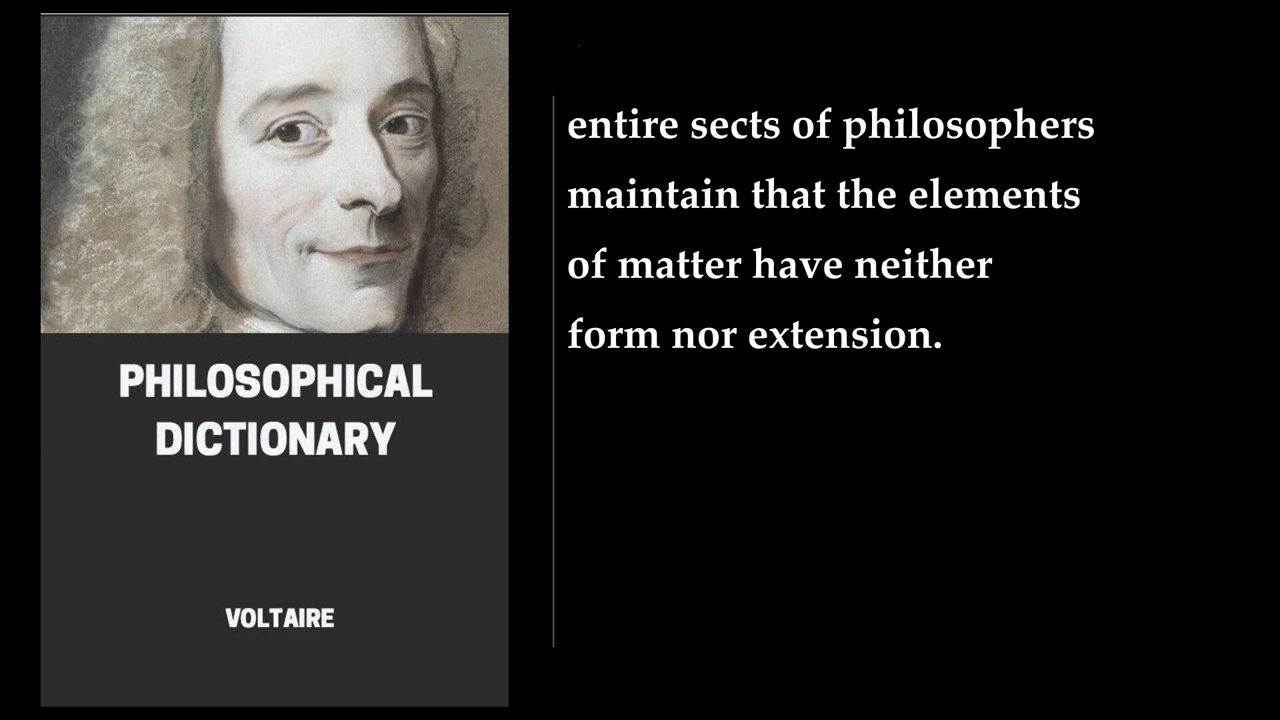 PHILOSOPHICAL
DICTIONARY
VOLTAIRE
entire sects of philosophers
maintain that the elements
of matter have neither
form nor extension.